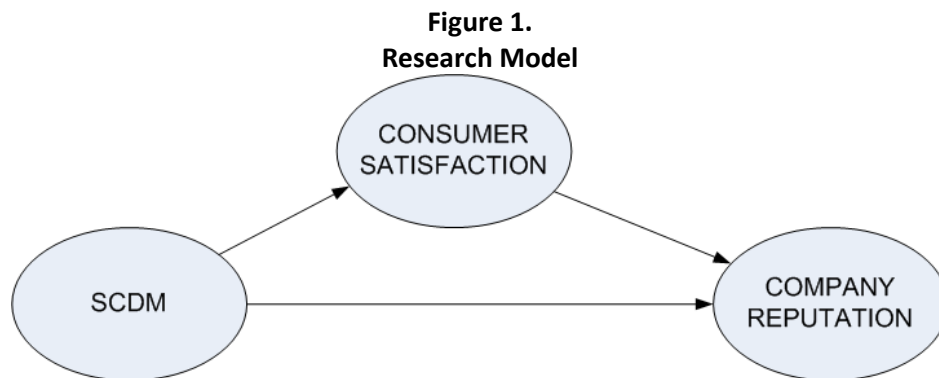 Figure 1.
Research Model
CONSUMER
SATISFACTION
SCDM
COMPANY
REPUTATION